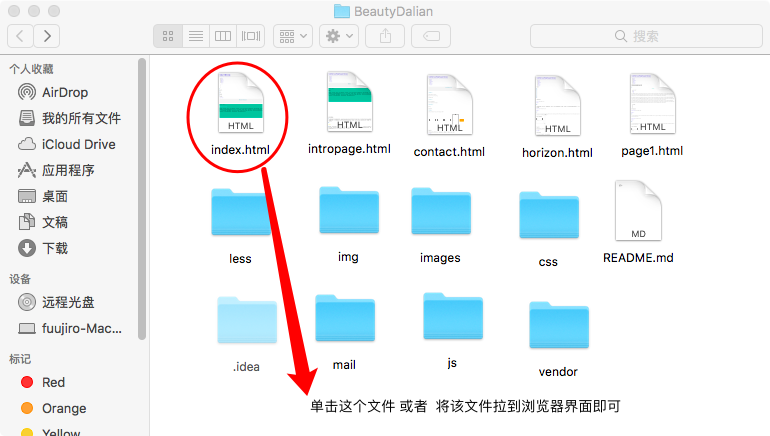 BeautyDalian
搜索
个人收藏
AirDrop
我的所有文件
iCloud Drive
应用程序
桌面
文稿
下载
设备
远程光盘
fuujiro-Mac...
标记
Red
Orange
Yellow
HTML HTML HTML HTML HTML
index.html intropage.html contact.html horizon.html page1.html
MD
less img images css README.md
.idea mail js vendor
单击这个文件 或者 将该文件拉到浏览器界面即可